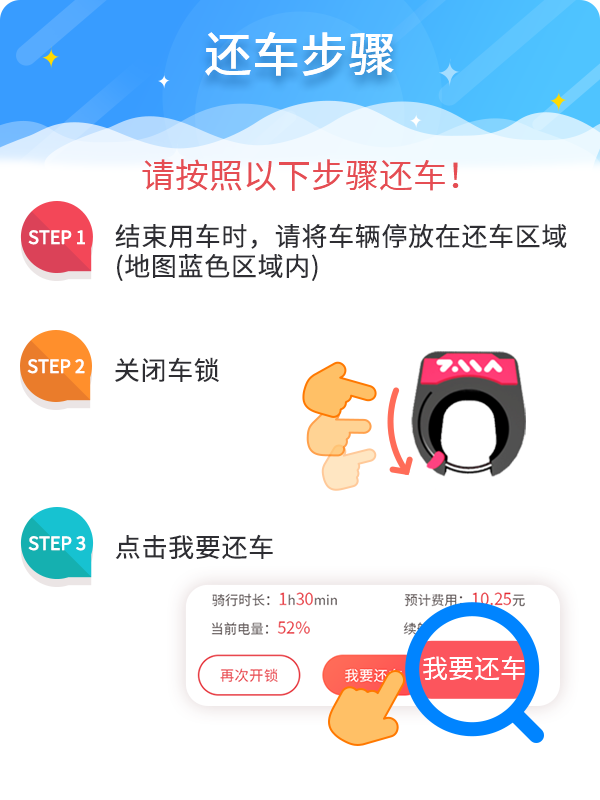 还车步骤
请按照以下步骤还车！
STEP 1
结束用车时，请将车辆停放在还车区域
(地图蓝色区域内)
STEP 2
关闭车锁
STEP 3
点击我要还车
骑行时长：1h30min
预计费用：10.25元
当前电量：52%
续
再次开锁
我要还车
我要还车